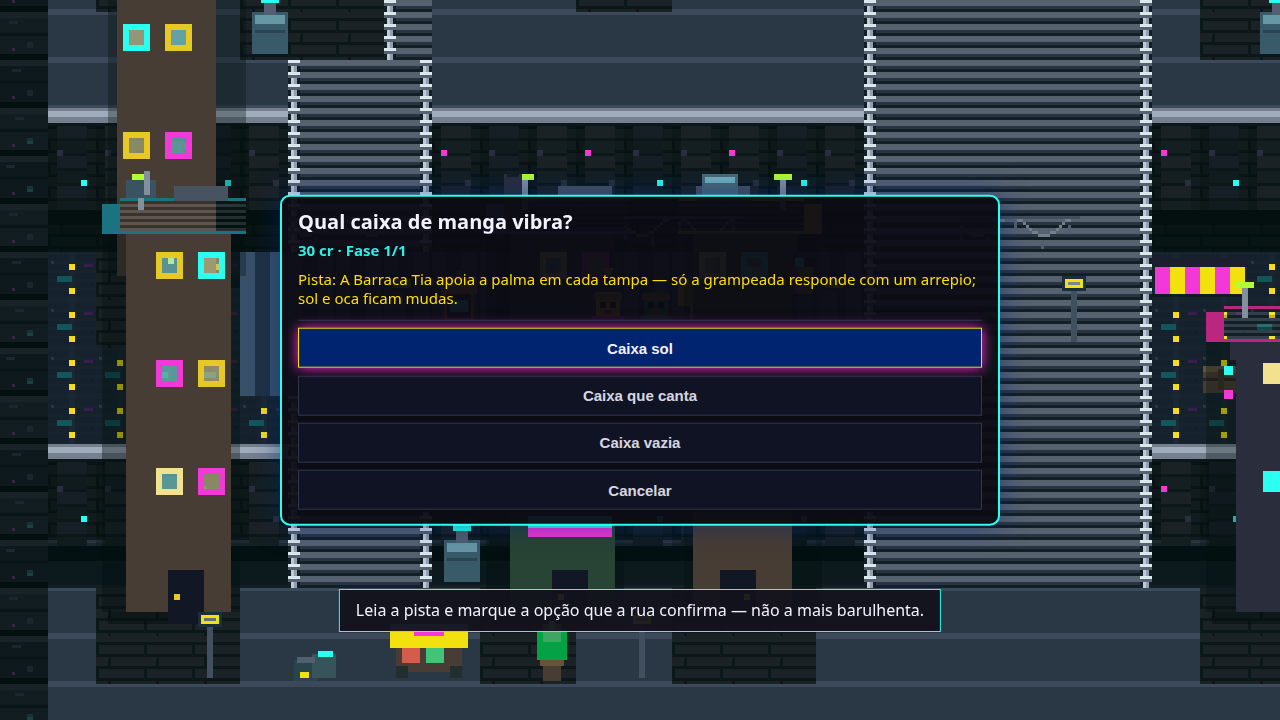 Qual caixa de manga vibra?
30 cr · Fase 1/1
Pista: A Barraca Tia apoia a palma em cada tampa — só a grampeada responde com um arrepio;
sol e oca ficam mudas.
Caixa sol
Caixa que canta
Caixa vazia
Cancelar
Leia a pista e marque a opção que a rua confirma — não a mais barulhenta.